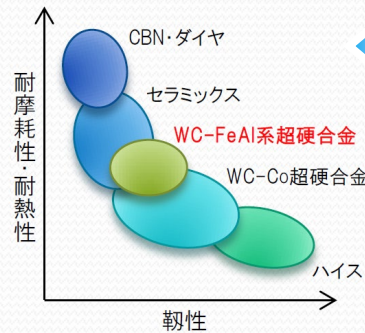 CBN･ダイヤ
セラミックス
WC-FeAl系超硬合金
WC-Co超硬合金
ハイス
耐摩耗性･耐熱性
靭性